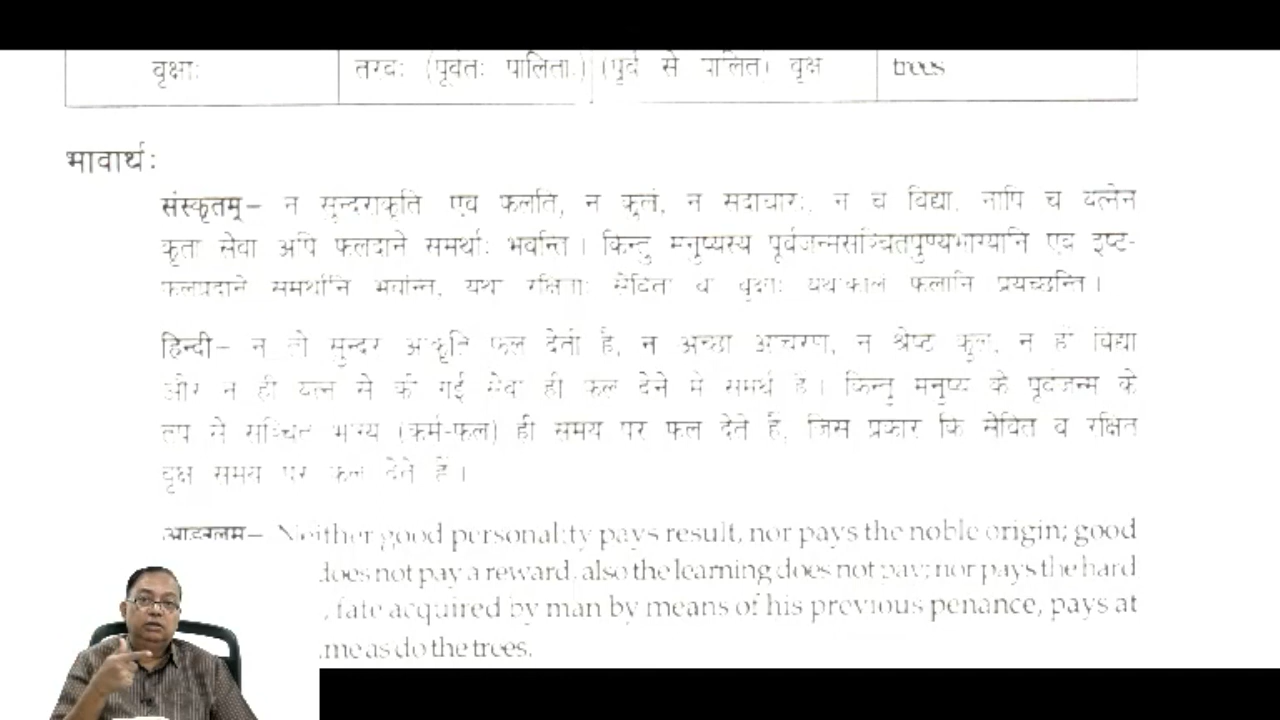 वृक्षाः तरवः (पूर्वतः पालिताः) (पूर्व से पालित) वृक्ष trees
भावार्थः
संस्कृतम्– न सुन्दराकृति एव फलति, न कुलं, न सदाचारः, न च विद्या, नापि च यत्नेन
कृता सेवा अपि फलदाने समर्थाः भवन्ति। किन्तु मनुष्यस्य पूर्वजन्मसञ्चितपुण्यभाग्यानि एव इष्ट-
फलप्रदाने समर्थानि भवन्ति, यथा रक्षिताः सेविता व वृक्षाः यथाकालं फलानि प्रयच्छन्ति।
हिन्दी– न तो सुन्दर आकृति फल देती है, न अच्छा आचरण, न श्रेष्ट कुल, न ही विद्या
और न ही यत्न से की गई सेवा ही फल देने में समर्थ है। किन्तु मनुष्य के पूर्वजन्म के
तप से सञ्चित भाग्य (कर्म-फल) ही समय पर फल देते हैं, जिस प्रकार कि सेवित व रक्षित
वृक्ष समय पर फल देते हैं।
आङ्ग्लम्– Neither good personality pays result, nor pays the noble origin; good
does not pay a reward, also the learning does not pay; nor pays the hard
, fate acquired by man by means of his previous penance, pays at
me as do the trees.